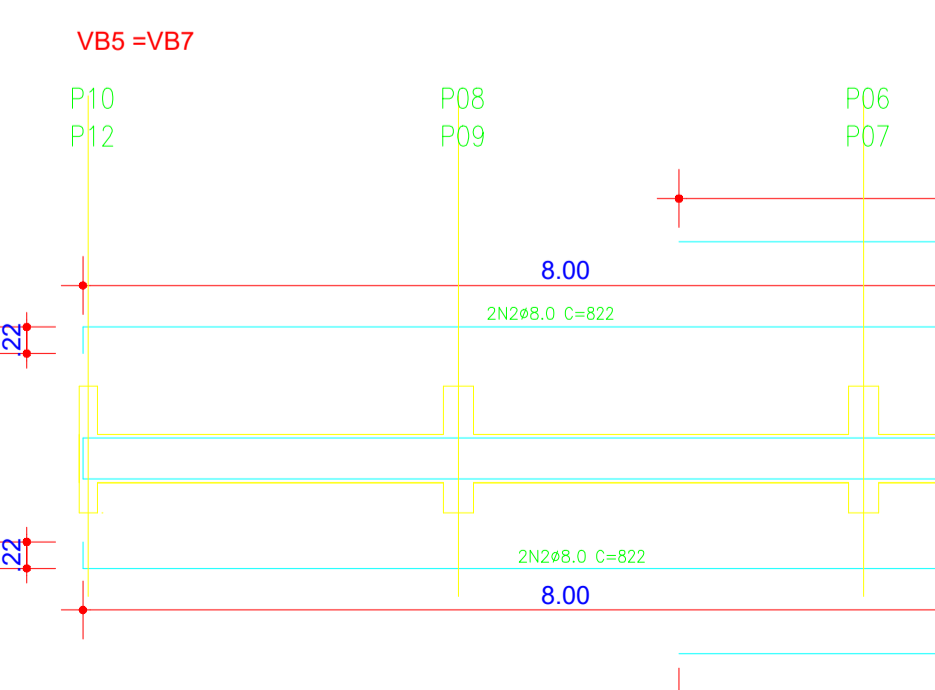 VB5 =VB7
P10 P08 P06
P12 P09 P07
8.00
2N2ø8.0 C=822
.22
2N2ø8.0 C=822
.22
8.00